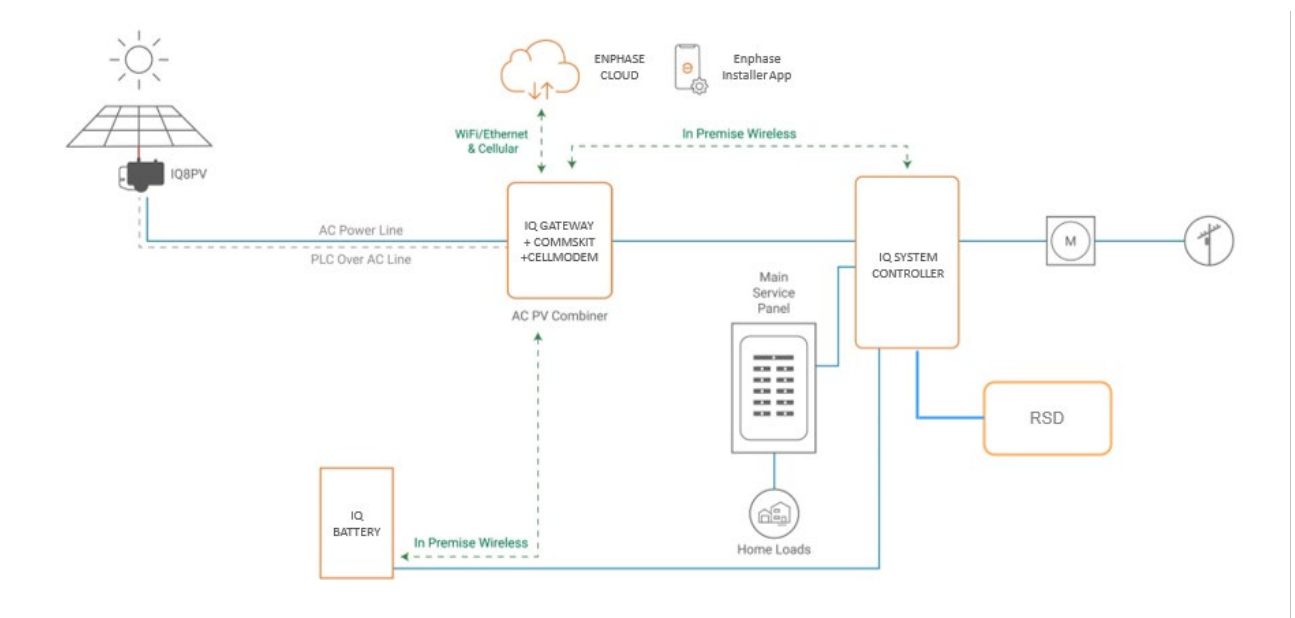 ENPHASE
CLOUD
Enphase
Installer App
WiFi/Ethernet
& Cellular
In Premise Wireless
IQ8PV
AC Power Line
PLC Over AC Line
IQ GATEWAY
+ COMMSKIT
+CELLMODEM
AC PV Combiner
IQ SYSTEM
CONTROLLER
M
Main
Service
Panel
RSD
IQ
BATTERY
In Premise Wireless
Home Loads